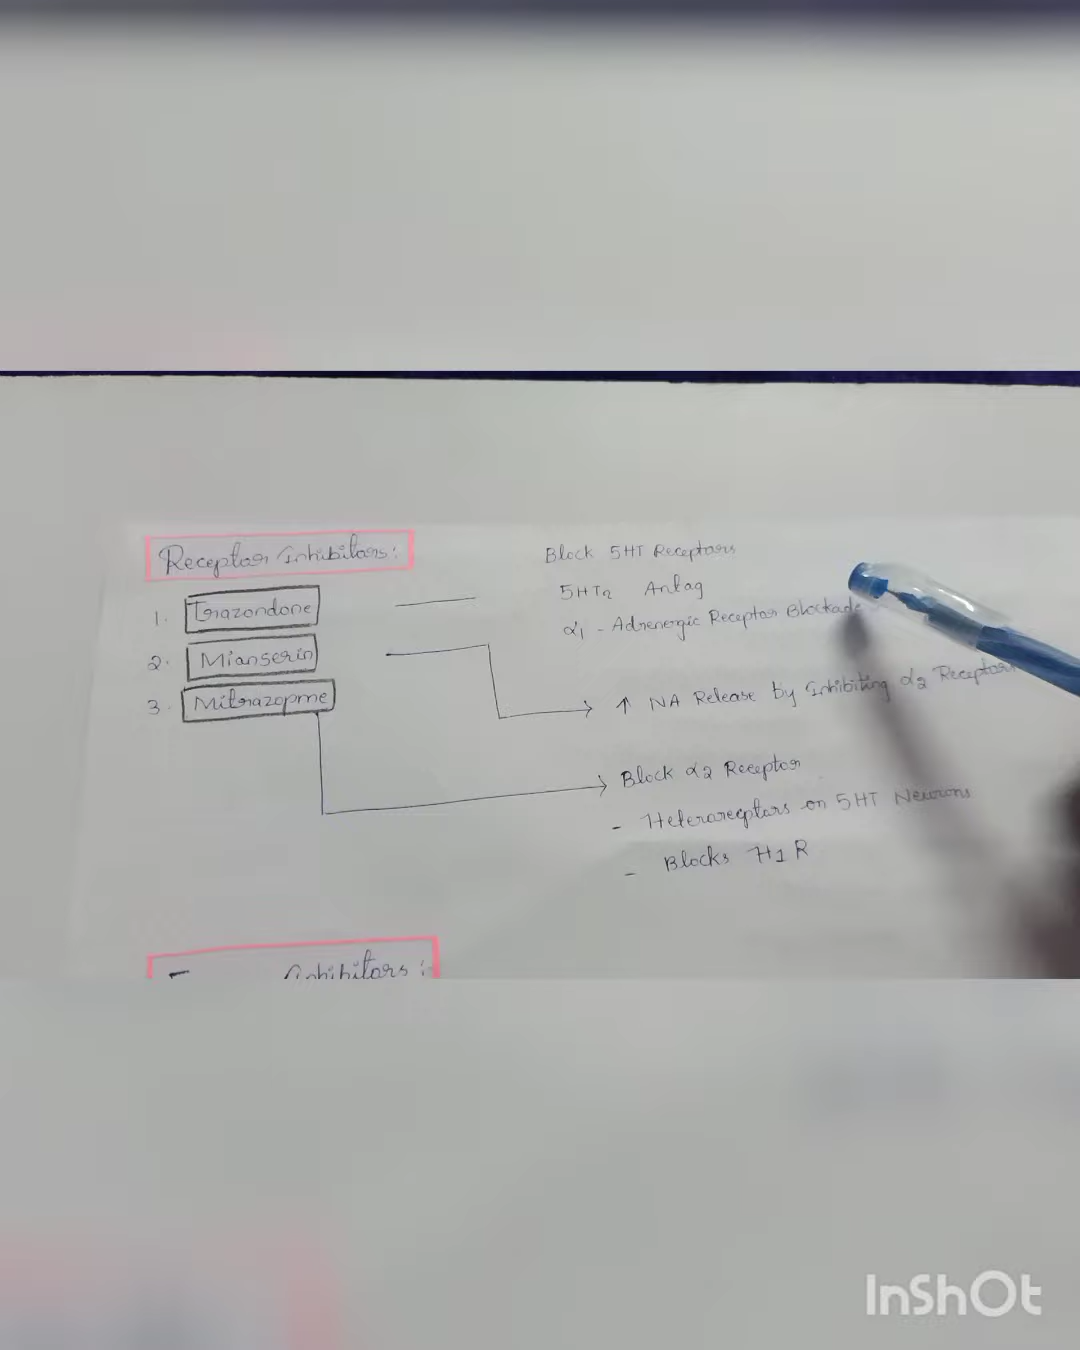 Receptor Inhibitors:
1. Trazondone
2. Mianserin
3. Mitrazopme
Block 5HT Receptors
5HT2 Antag
α1 - Adrenergic Receptor Blockade
↑ NA Release by Inhibiting α2 Receptors
Block α2 Receptor
- Heteroreceptors on 5HT Neurons
- Blocks H1 R
Inhibitors:
InShOt